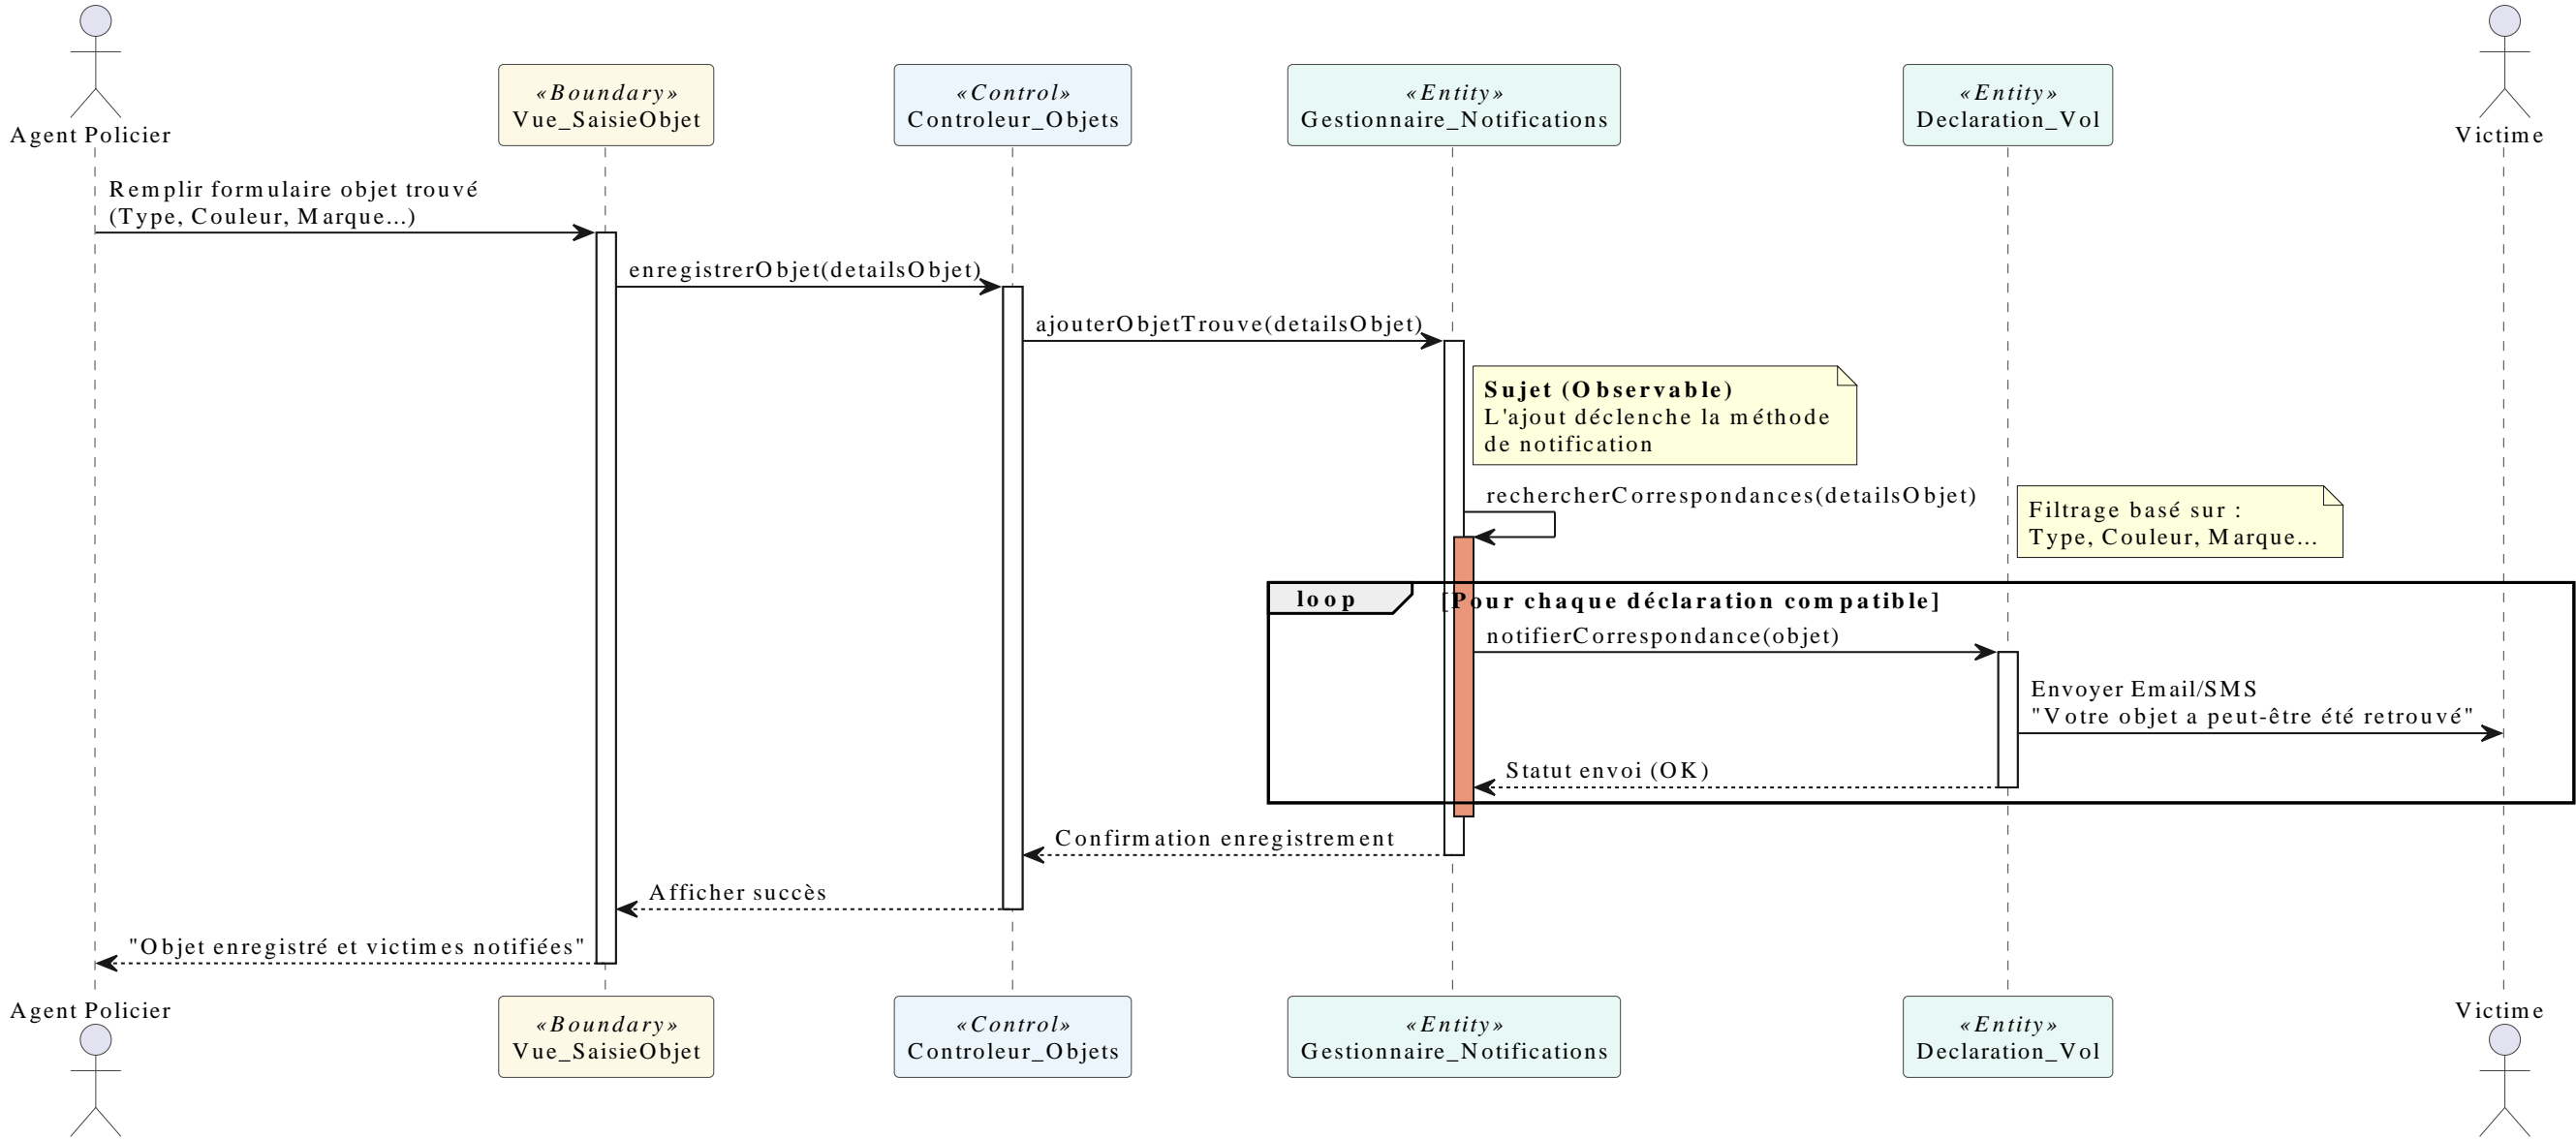 Agent Policier
«Boundary»
Vue_SaisieObjet
«Control»
Controleur_Objets
«Entity»
Gestionnaire_Notifications
«Entity»
Declaration_Vol
Victime
Remplir formulaire objet trouvé
(Type, Couleur, Marque...)
enregistrerObjet(detailsObjet)
ajouterObjetTrouve(detailsObjet)
Sujet (Observable)
L'ajout déclenche la méthode
de notification
rechercherCorrespondances(detailsObjet)
Filtrage basé sur :
Type, Couleur, Marque...
loop
[Pour chaque déclaration compatible]
notifierCorrespondance(objet)
Envoyer Email/SMS
"Votre objet a peut-être été retrouvé"
Statut envoi (OK)
Confirmation enregistrement
Afficher succès
"Objet enregistré et victimes notifiées"
Agent Policier
«Boundary»
Vue_SaisieObjet
«Control»
Controleur_Objets
«Entity»
Gestionnaire_Notifications
«Entity»
Declaration_Vol
Victime